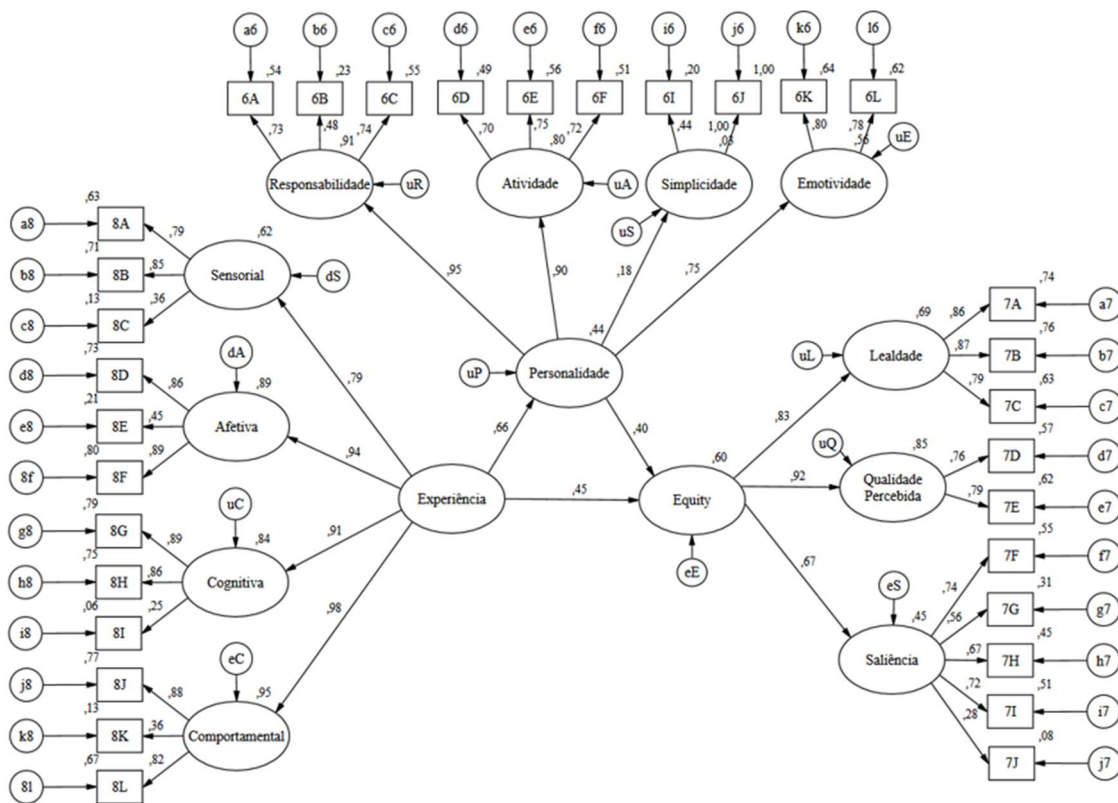 a6 b6 c6 d6 e6 f6 i6 j6 k6 l6
,54 ,23 ,55 ,49 ,56 ,51 ,20 1,00 ,64 ,62
6A 6B 6C 6D 6E 6F 6I 6J 6K 6L
,73 ,48 ,74 ,70 ,75 ,72 ,44 1,00 ,80 ,78
,91 ,80 ,03 ,56
uE
Responsabilidade uR Atividade uA Simplicidade Emotividade
uS
,95 ,90 ,18 ,75
,63
a8 8A ,79 ,62
,71
b8 8B ,85 Sensorial dS
,13
c8 8C ,36
,73
d8 8D ,86 dA ,89
,21
e8 8E ,45 Afetiva
,80
8f 8F ,89
,79
g8 8G ,89 uC ,84
,75
h8 8H ,86 Cognitiva
,06
i8 8I ,25
,77
j8 8J ,88 eC ,95
,13
k8 8K ,36 Comportamental
,67
8l 8L ,82
,79
,94
,91
,98
Experiência
,66
,45
,44
uP Personalidade
,40
,60
Equity
eE
,83
,92
,67
,69
uL Lealdade
,74
,86 7A a7
,76
,87 7B b7
,63
,79 7C c7
uQ ,85
Qualidade
Percebida
,57
,76 7D d7
,62
,79 7E e7
eS ,45
Saliência
,55
,74 7F f7
,31
,56 7G g7
,45
,67 7H h7
,51
,72 7I i7
,08
,28 7J j7